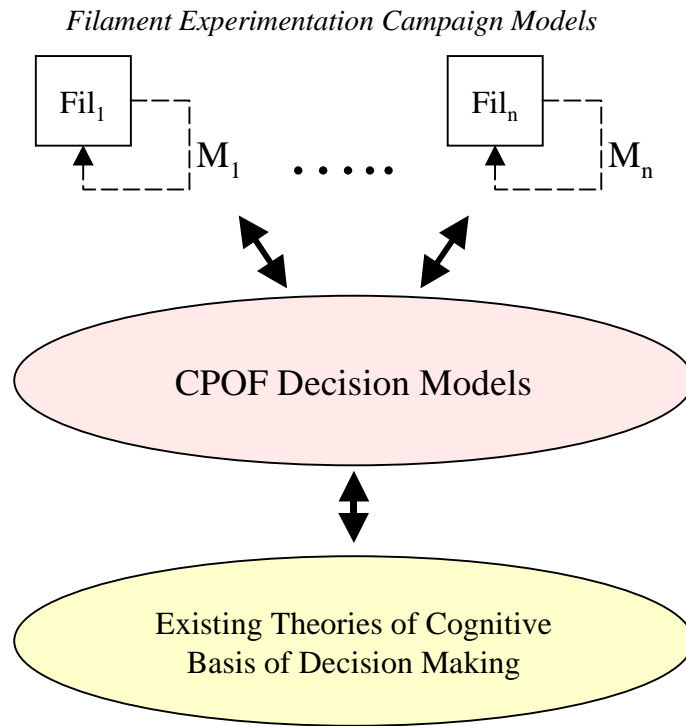 Filament Experimentation Campaign Models
Fil₁
Filₙ
M₁
.....
Mₙ
CPOF Decision Models
Existing Theories of Cognitive
Basis of Decision Making